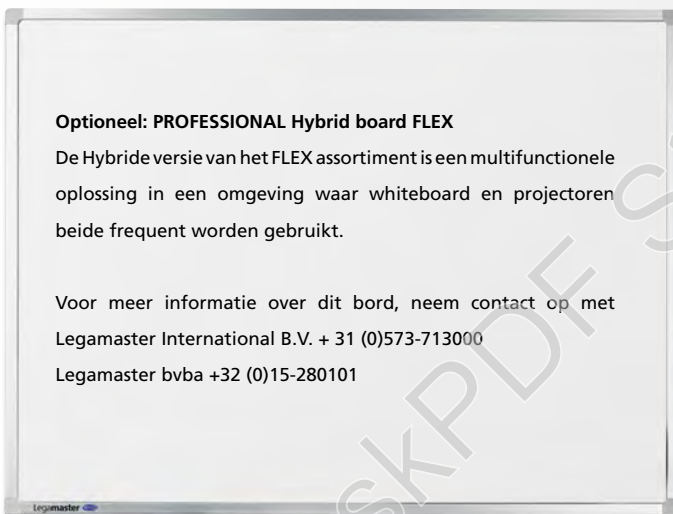 Optioneel: PROFESSIONAL Hybrid board FLEX
De Hybride versie van het FLEX assortiment is een multifunctionele
oplossing in een omgeving waar whiteboard en projectoren
beide frequent worden gebruikt.
Voor meer informatie over dit bord, neem contact op met
Legamaster International B.V. + 31 (0)573-713000
Legamaster bvba +32 (0)15-280101
Legamaster